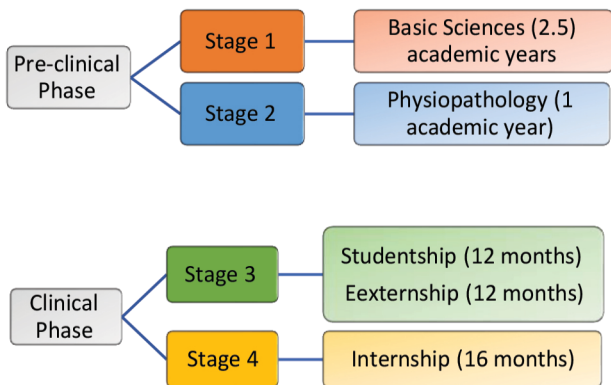 Pre-clinical
Phase
Stage 1
Basic Sciences (2.5)
academic years
Stage 2
Physiopathology (1
academic year)
Clinical
Phase
Stage 3
Studentship (12 months)
Eexternship (12 months)
Stage 4
Internship (16 months)